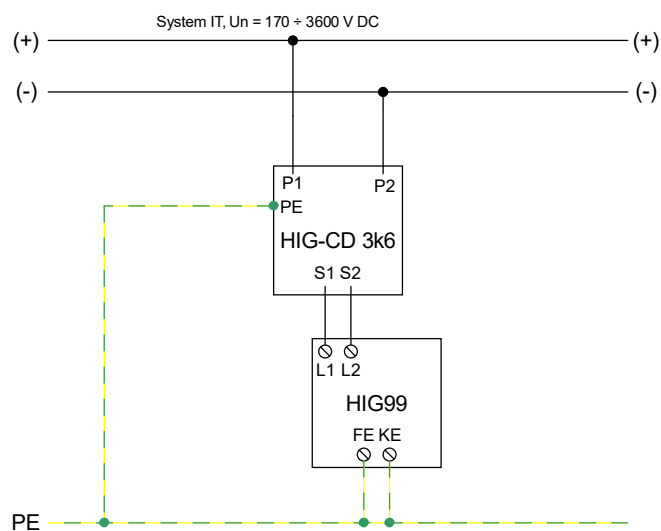 System IT, Un = 170 ÷ 3600 V DC
(+) (+)
(-) (-)
P1 P2
PE
HIG-CD 3k6
S1 S2
L1 L2
HIG99
FE KE
PE